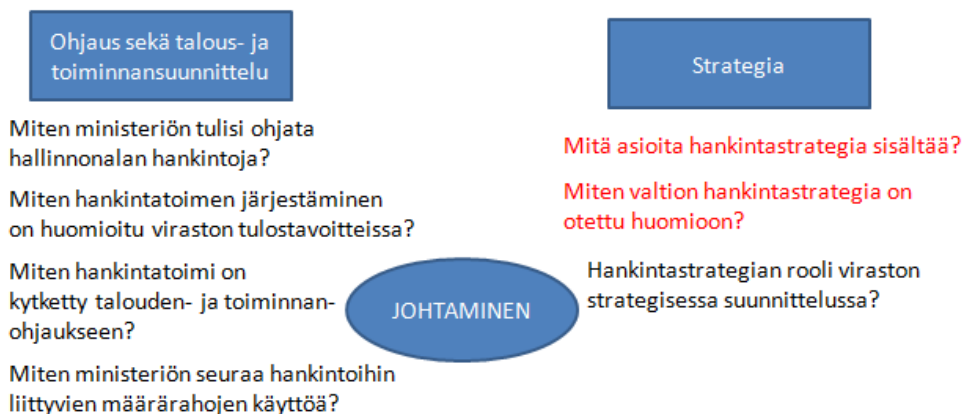 Ohjaus sekä talous- ja
toiminnansuunnittelu
Miten ministeriön tulisi ohjata
hallinnonalan hankintoja?
Miten hankintatoimen järjestäminen
on huomioitu viraston tulostavoitteissa?
Miten hankintatoimi on
kytketty talouden- ja toiminnan-
ohjaukseen?
Miten ministeriön seuraa hankintoihin
liittyvien määrärahojen käyttöä?
JOHTAMINEN
Strategia
Mitä asioita hankintastrategia sisältää?
Miten valtion hankintastrategia on
otettu huomioon?
Hankintastrategian rooli viraston
strategisessa suunnittelussa?